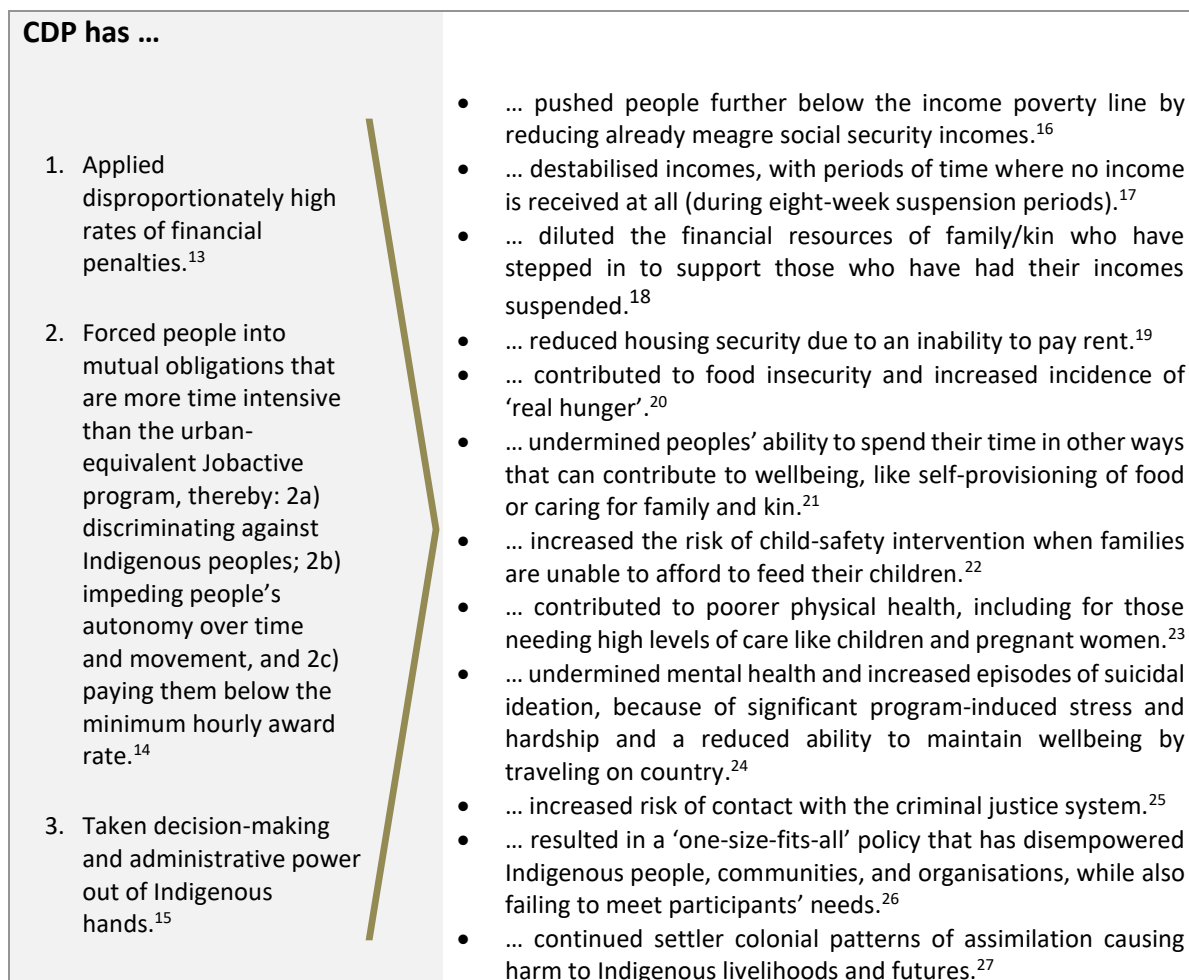 CDP has …
1. Applied
disproportionately high
rates of financial
penalties.13
2. Forced people into
mutual obligations that
are more time intensive
than the urban-
equivalent Jobactive
program, thereby: 2a)
discriminating against
Indigenous peoples; 2b)
impeding people’s
autonomy over time
and movement, and 2c)
paying them below the
minimum hourly award
rate.14
3. Taken decision-making
and administrative power
out of Indigenous
hands.15
• … pushed people further below the income poverty line by
reducing already meagre social security incomes.16
• … destabilised incomes, with periods of time where no income
is received at all (during eight-week suspension periods).17
• … diluted the financial resources of family/kin who have
stepped in to support those who have had their incomes
suspended.18
• … reduced housing security due to an inability to pay rent.19
• … contributed to food insecurity and increased incidence of
‘real hunger’.20
• … undermined peoples’ ability to spend their time in other ways
that can contribute to wellbeing, like self-provisioning of food
or caring for family and kin.21
• … increased the risk of child-safety intervention when families
are unable to afford to feed their children.22
• … contributed to poorer physical health, including for those
needing high levels of care like children and pregnant women.23
• … undermined mental health and increased episodes of suicidal
ideation, because of significant program-induced stress and
hardship and a reduced ability to maintain wellbeing by
traveling on country.24
• … increased risk of contact with the criminal justice system.25
• … resulted in a ‘one-size-fits-all’ policy that has disempowered
Indigenous people, communities, and organisations, while also
failing to meet participants’ needs.26
• … continued settler colonial patterns of assimilation causing
harm to Indigenous livelihoods and futures.27